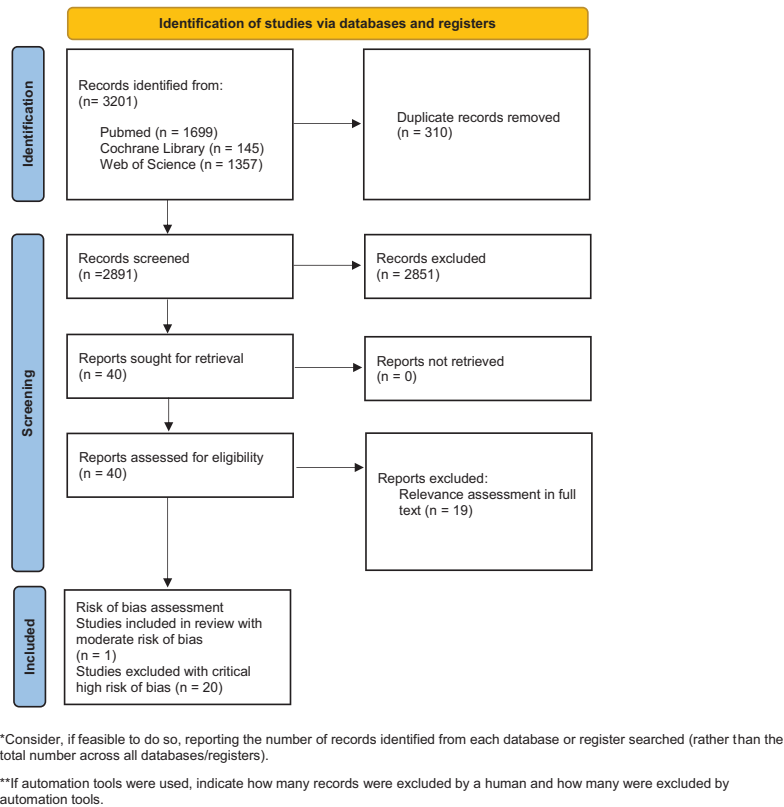 Identification of studies via databases and registers
Identification
Records identified from:
(n= 3201)
Pubmed (n = 1699)
Cochrane Library (n = 145)
Web of Science (n = 1357)
Duplicate records removed
(n = 310)
Screening
Records screened
(n =2891)
Records excluded
(n = 2851)
Reports sought for retrieval
(n = 40)
Reports not retrieved
(n = 0)
Reports assessed for eligibility
(n = 40)
Reports excluded:
Relevance assessment in full
text (n = 19)
Included
Risk of bias assessment
Studies included in review with
moderate risk of bias
(n = 1)
Studies excluded with critical
high risk of bias (n = 20)
*Consider, if feasible to do so, reporting the number of records identified from each database or register searched (rather than the
total number across all databases/registers).
**If automation tools were used, indicate how many records were excluded by a human and how many were excluded by
automation tools.